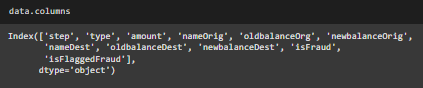 data.columns
Index(['step', 'type', 'amount', 'nameOrig', 'oldbalanceOrg', 'newbalanceOrig',
'nameDest', 'oldbalanceDest', 'newbalanceDest', 'isFraud',
'isFlaggedFraud'],
dtype='object')